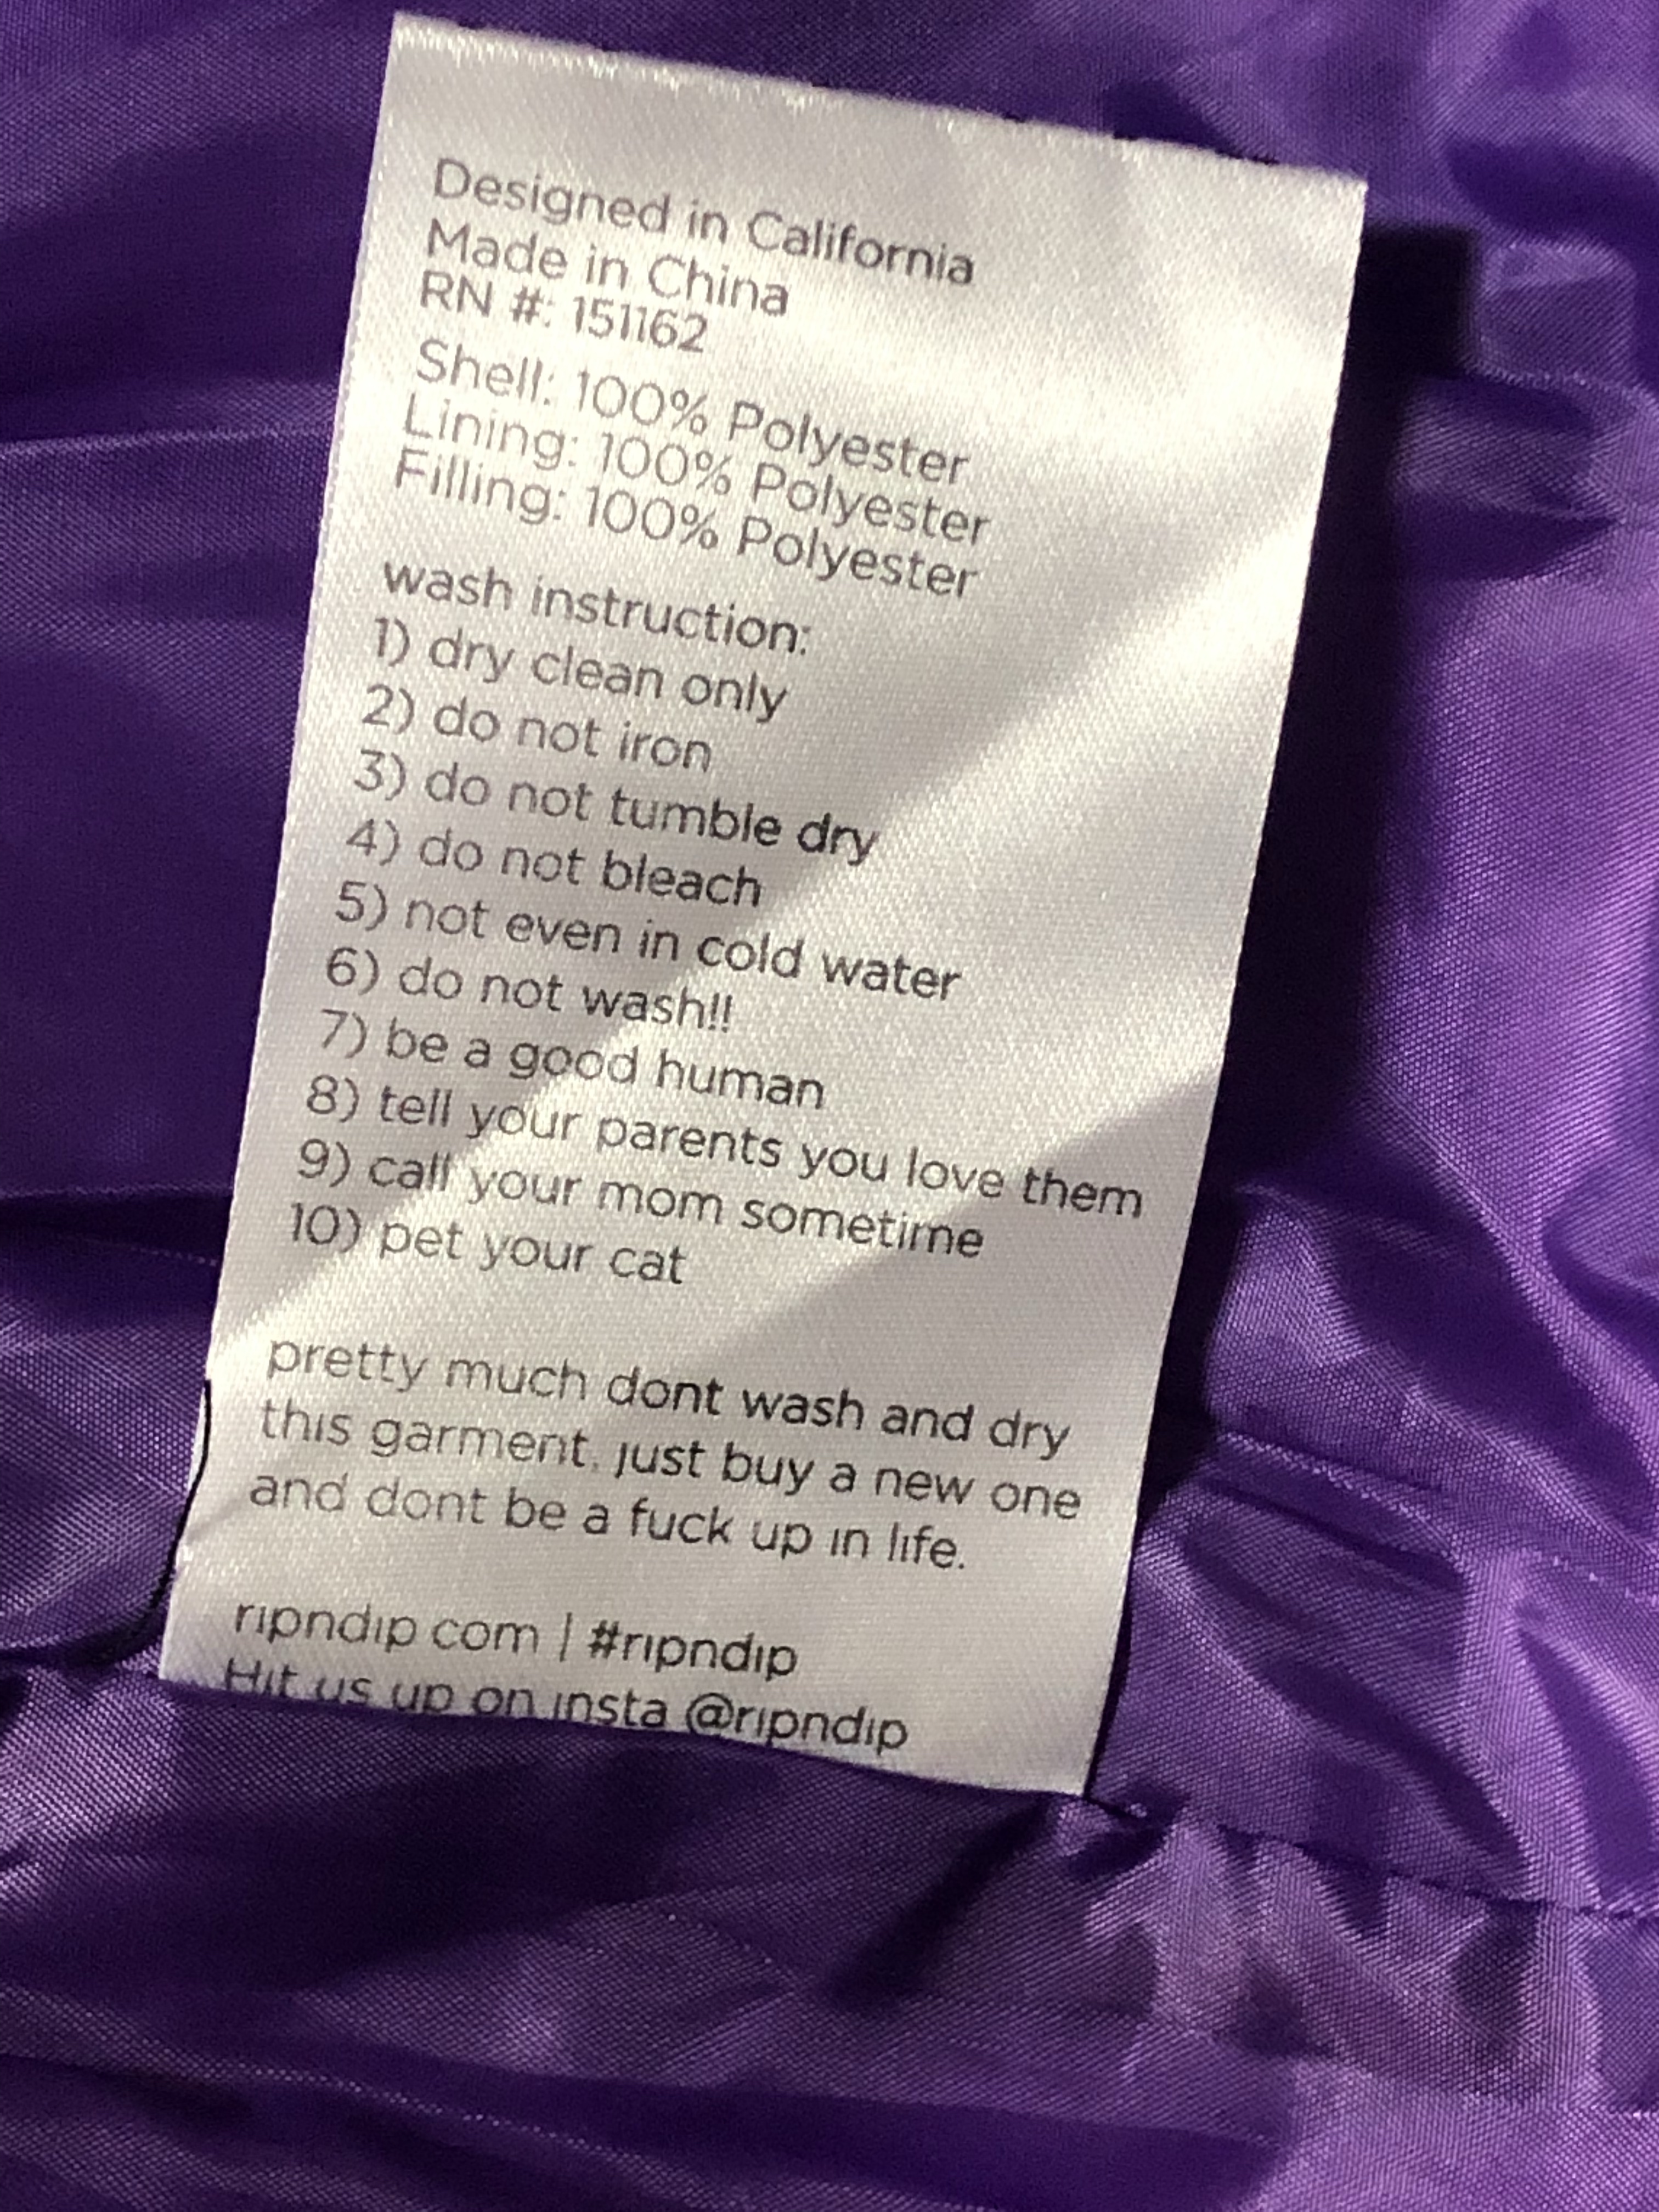 Designed in California
Made in China
RN #: 151162
Shell: 100% Polyester
Lining: 100% Polyester
Filling: 100% Polyester
wash instruction:
1) dry clean only
2) do not iron
3) do not tumble dry
4) do not bleach
5) not even in cold water
6) do not wash!!
7) be a good human
8) tell your parents you love them
9) call your mom sometime
10) pet your cat
pretty much dont wash and dry
this garment, just buy a new one
and dont be a fuck up in life.
ripndip com | #ripndip
Hit us up on insta @ripndip